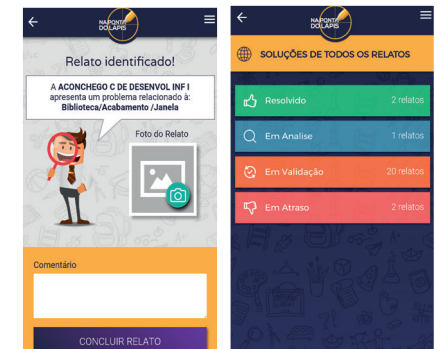 NA PONTA
DO LÁPIS
Relato identificado!
A ACONCHEGO C DE DESENVOL INF I
apresenta um problema relacionado à:
Biblioteca/Acabamento /Janela
Foto do Relato
Comentário
CONCLUIR RELATO
NA PONTA
DO LÁPIS
SOLUÇÕES DE TODOS OS RELATOS
Resolvido 2 relatos
Em Analise 1 relatos
Em Validação 20 relatos
Em Atraso 2 relatos